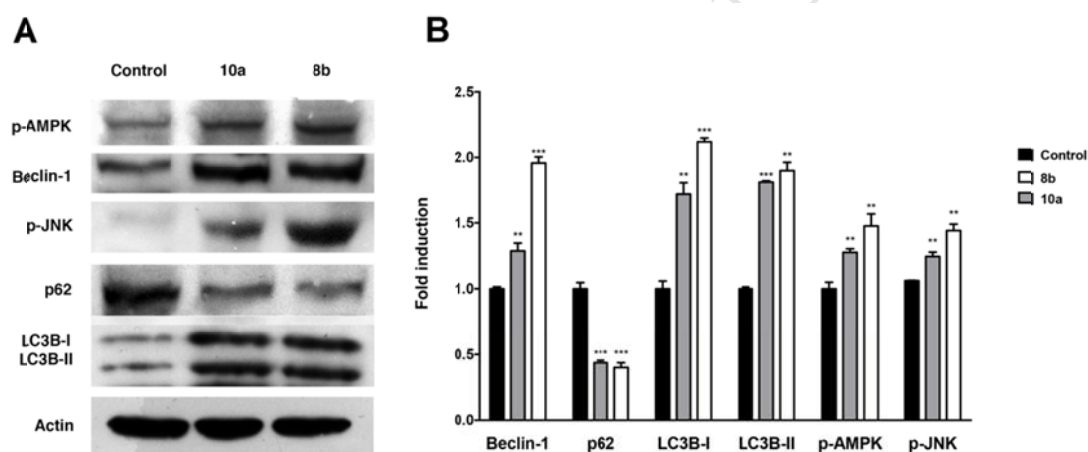 A
Control 10a 8b
p-AMPK
Beclin-1
p-JNK
p62
LC3B-I
LC3B-II
Actin
B
Fold induction
2.5
2.0
1.5
1.0
0.5
0.0
** ***
*** ***
** ***
*** **
** **
** **
Beclin-1 p62 LC3B-I LC3B-II p-AMPK p-JNK
Control
8b
10a